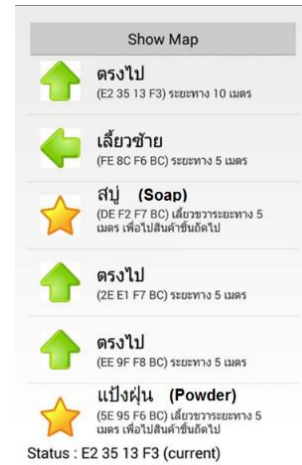 Show Map
ตรงไป
(E2 35 13 F3) ระยะทาง 10 เมตร
เลี้ยวซ้าย
(FE 8C F6 BC) ระยะทาง 5 เมตร
สบู่ (Soap)
(DE F2 F7 BC) เลี้ยวขวาระยะทาง 5
เมตร เพื่อไปสินค้าชิ้นถัดไป
ตรงไป
(2E E1 F7 BC) ระยะทาง 5 เมตร
ตรงไป
(EE 9F F8 BC) ระยะทาง 5 เมตร
แป้งฝุ่น (Powder)
(5E 95 F6 BC) เลี้ยวขวาระยะทาง 5
เมตร เพื่อไปสินค้าชิ้นถัดไป
Status : E2 35 13 F3 (current)